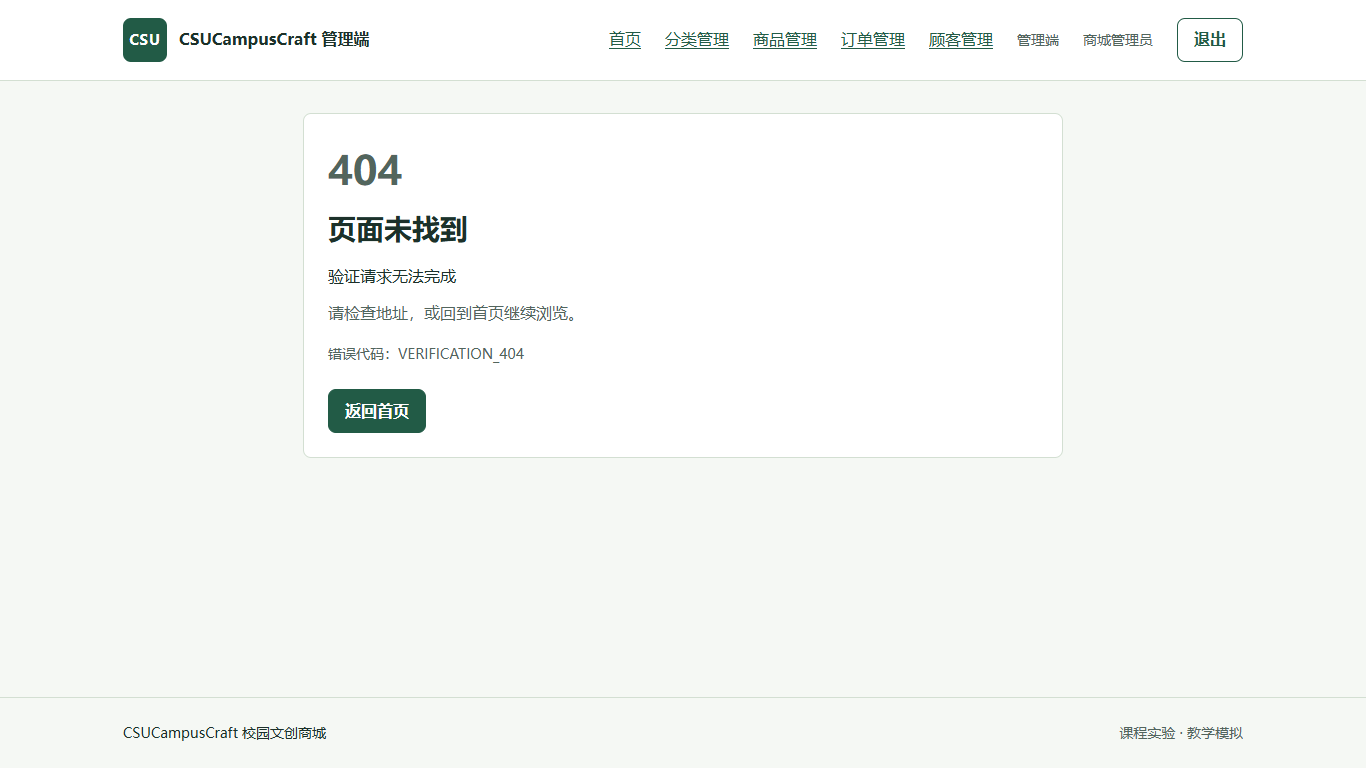 CSU CSUCampusCraft 管理端 首页 分类管理 商品管理 订单管理 顾客管理 管理端 商城管理员 退出
404
页面未找到
验证请求无法完成
请检查地址，或回到首页继续浏览。
错误代码：VERIFICATION_404
返回首页
CSUCampusCraft 校园文创商城 课程实验 · 教学模拟